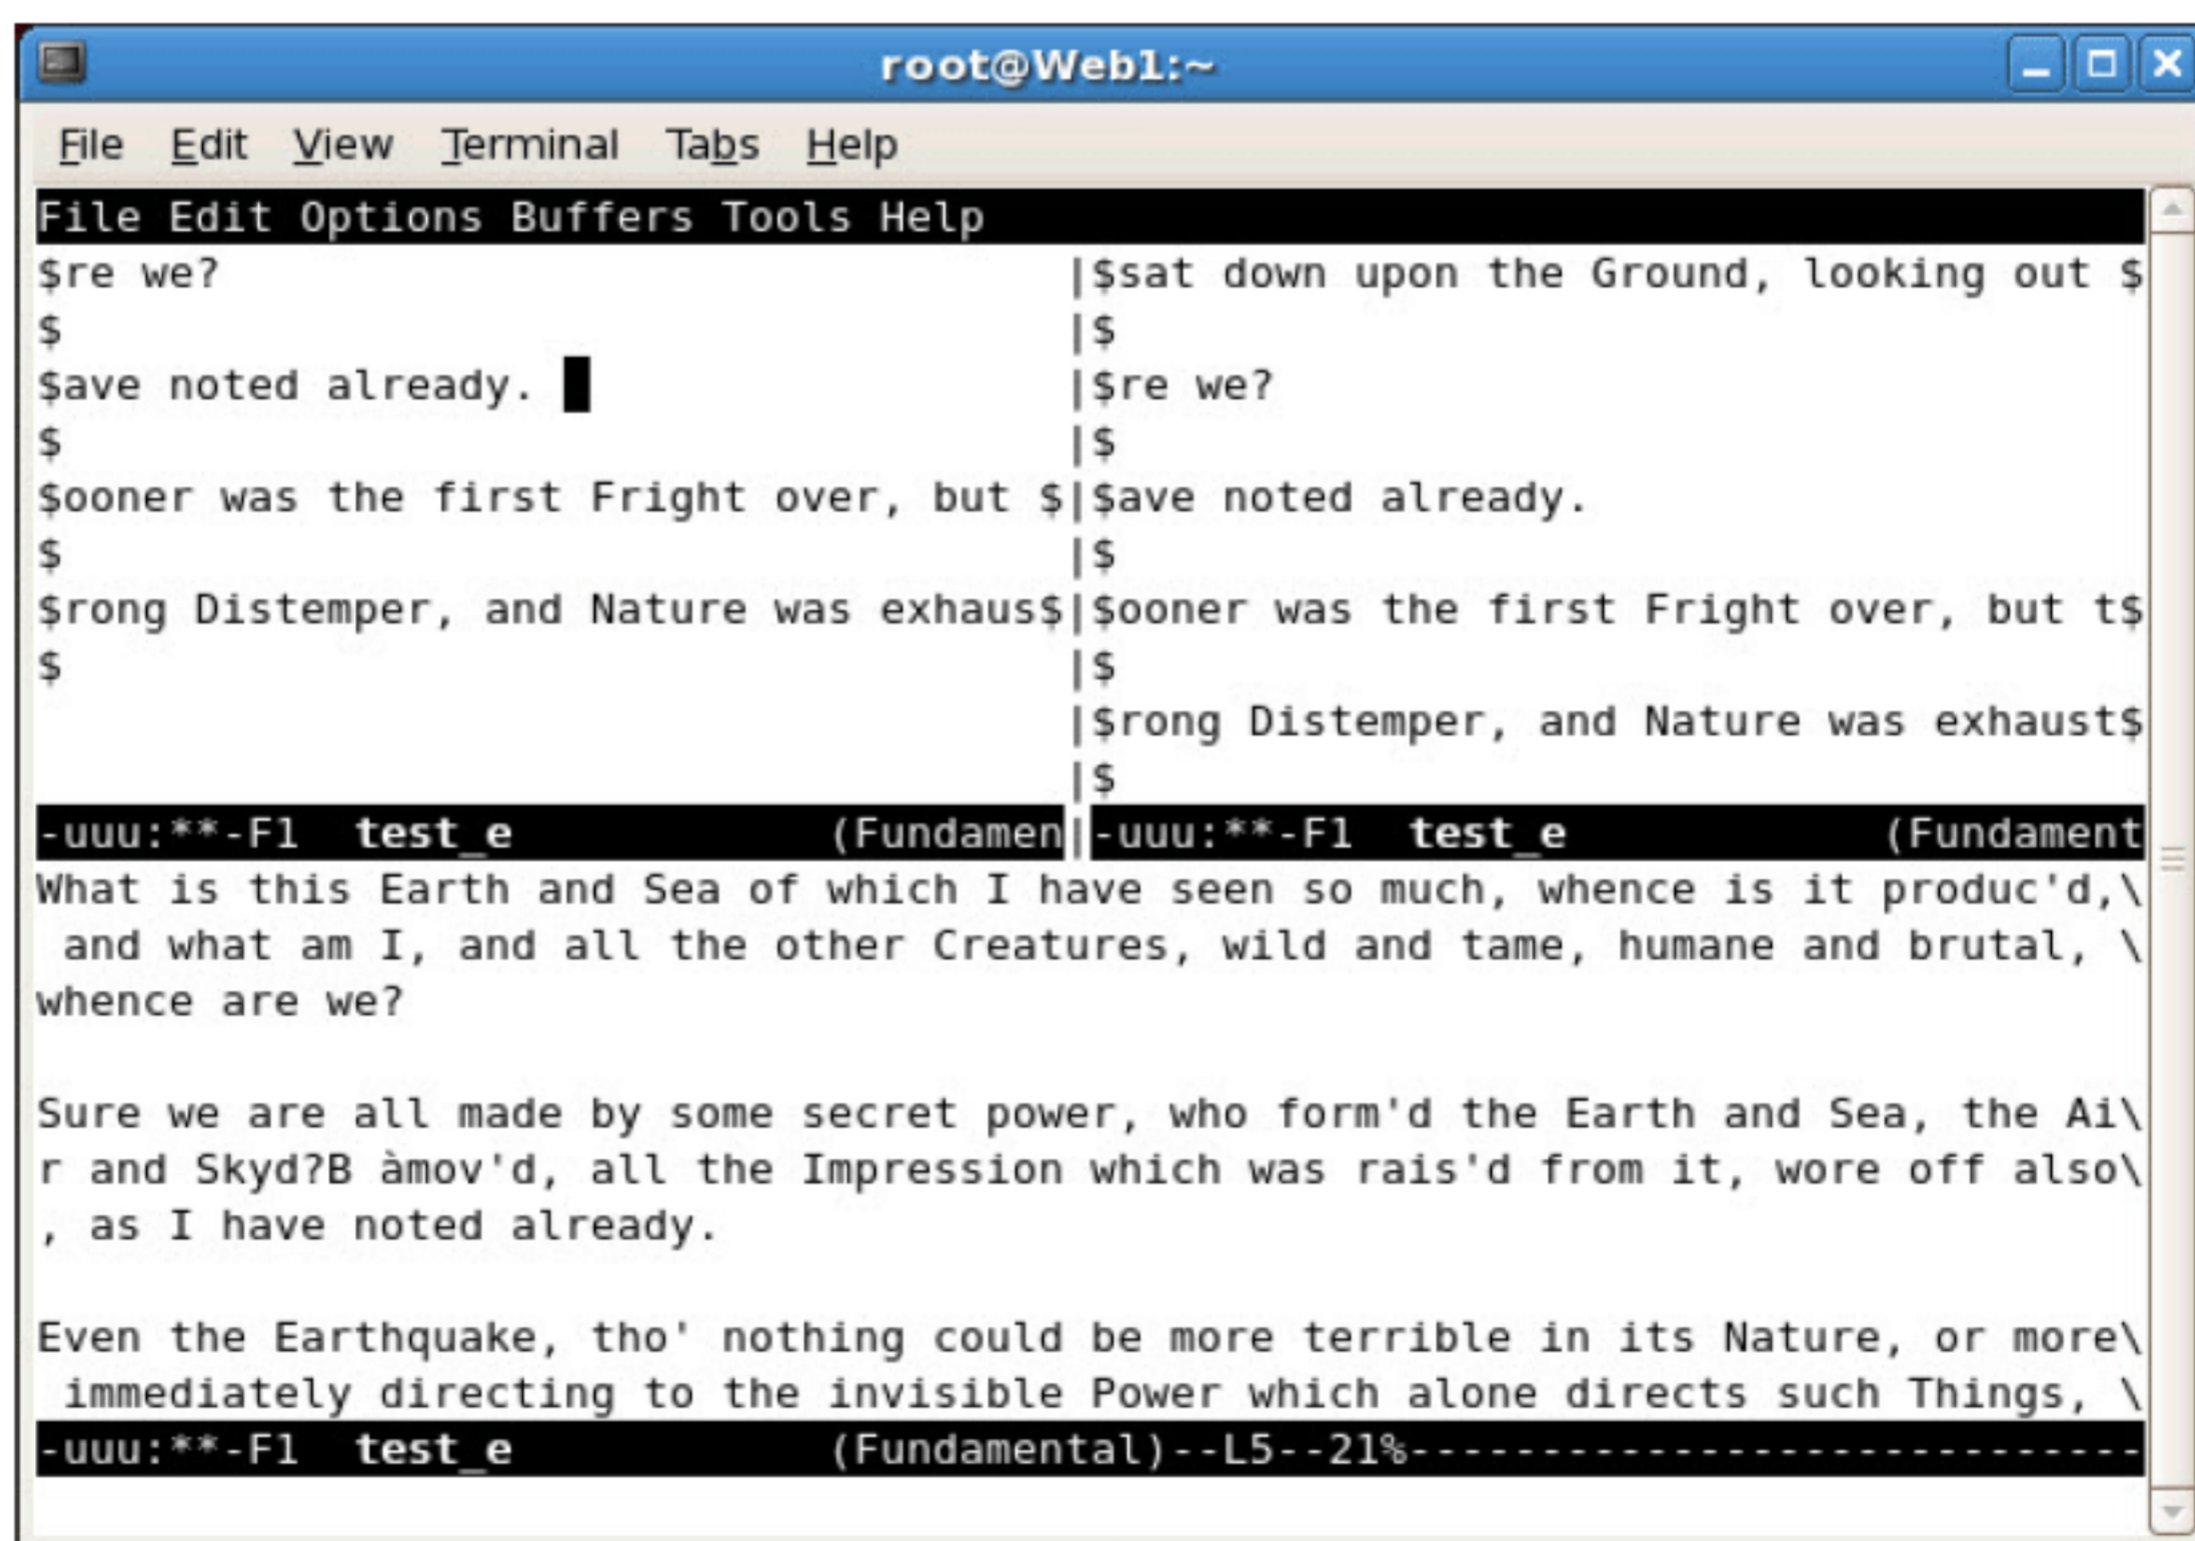 root@Web1:~
File Edit View Terminal Tabs Help
File Edit Options Buffers Tools Help
$re we? |$sat down upon the Ground, looking out $
$ |$
$ave noted already. |$re we?
$ |$
$ooner was the first Fright over, but $|$ave noted already.
$ |$
$rong Distemper, and Nature was exhaus$|$ooner was the first Fright over, but t$
$ |$
|$rong Distemper, and Nature was exhaust$
|$
-uuu:**-F1 test_e (Fundamen|-uuu:**-F1 test_e (Fundament
What is this Earth and Sea of which I have seen so much, whence is it produc'd,\
 and what am I, and all the other Creatures, wild and tame, humane and brutal, \
whence are we?
Sure we are all made by some secret power, who form'd the Earth and Sea, the Ai\
r and Skyd?B àmov'd, all the Impression which was rais'd from it, wore off also\
, as I have noted already.
Even the Earthquake, tho' nothing could be more terrible in its Nature, or more\
 immediately directing to the invisible Power which alone directs such Things, \
-uuu:**-F1 test_e (Fundamental)--L5--21%----------------------------